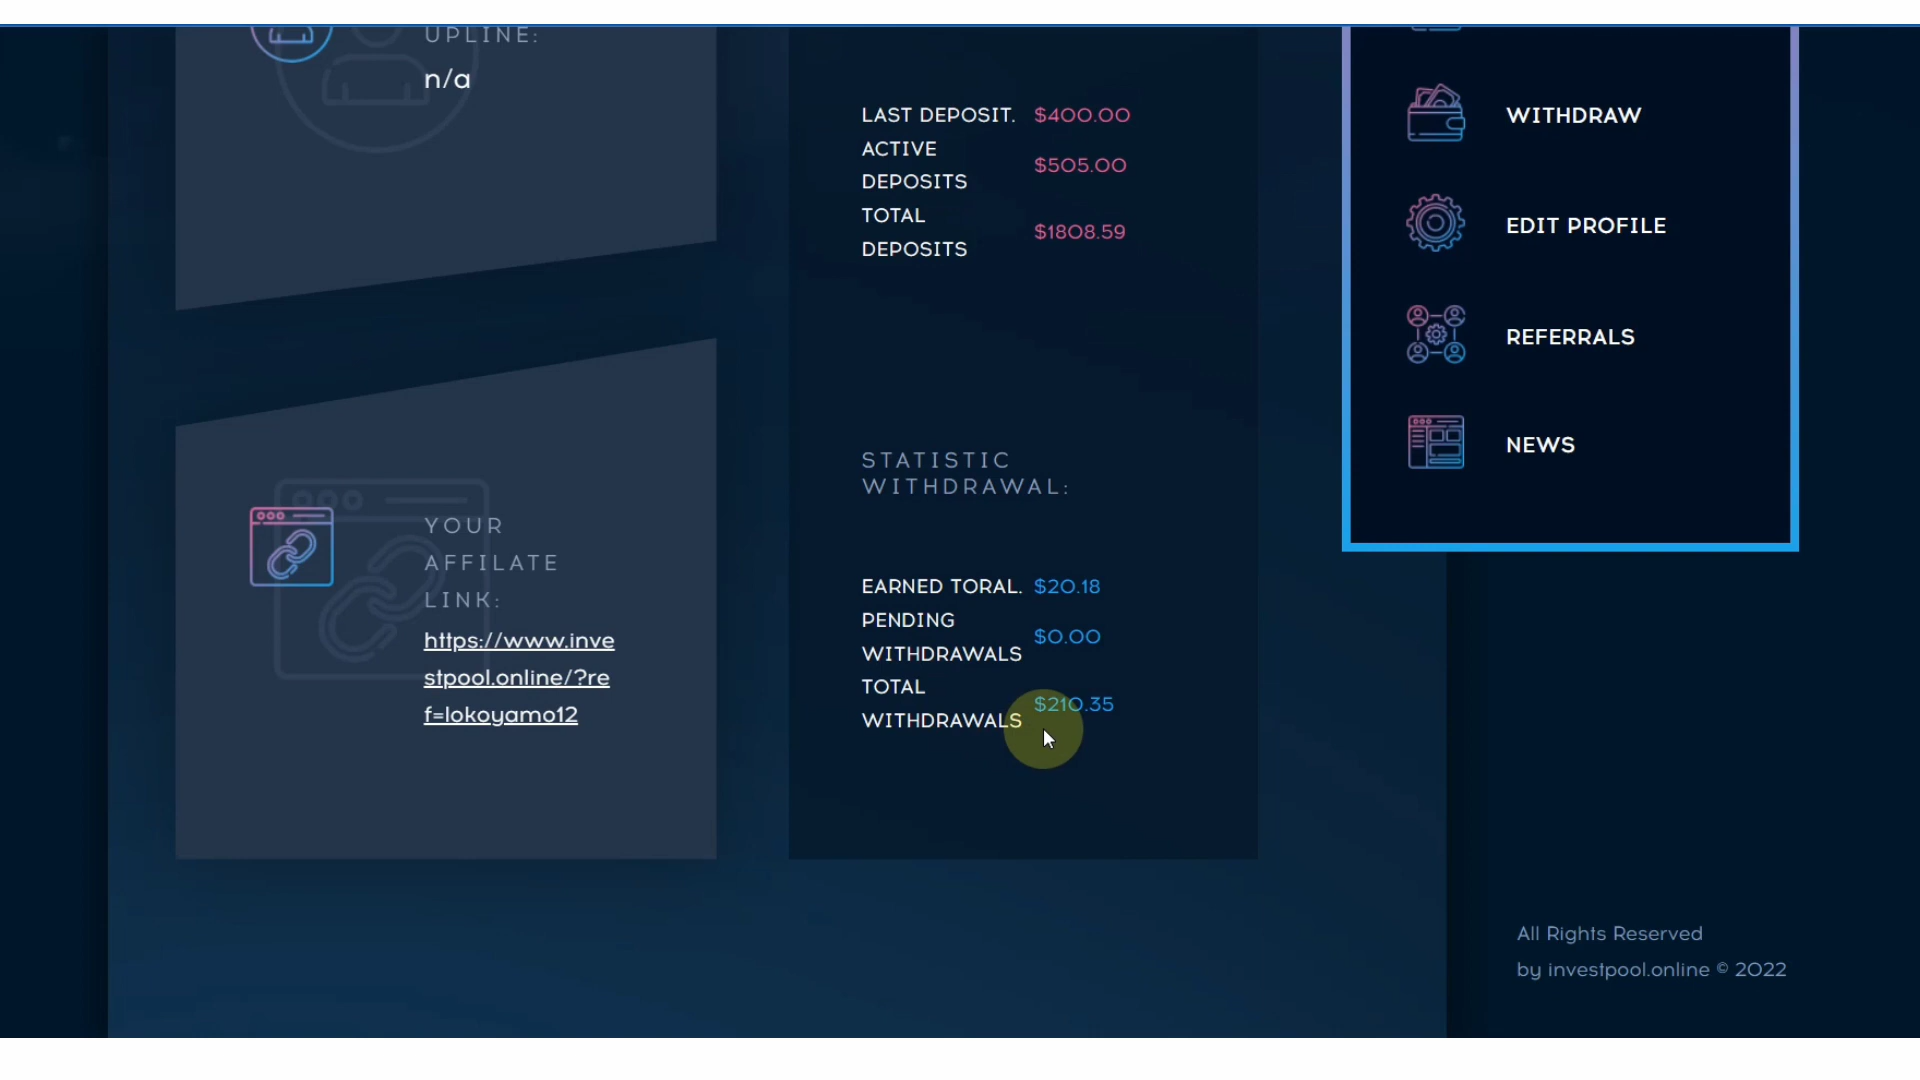 UPLINE:
n/a
YOUR
AFFILATE
LINK:
https://www.inve
stpool.online/?re
f=lokoyamo12
LAST DEPOSIT. $400.00
ACTIVE
DEPOSITS $505.00
TOTAL
DEPOSITS $1808.59
STATISTIC
WITHDRAWAL:
EARNED TORAL. $20.18
PENDING
WITHDRAWALS $0.00
TOTAL
WITHDRAWALS $210.35
WITHDRAW
EDIT PROFILE
REFERRALS
NEWS
All Rights Reserved
by investpool.online © 2022